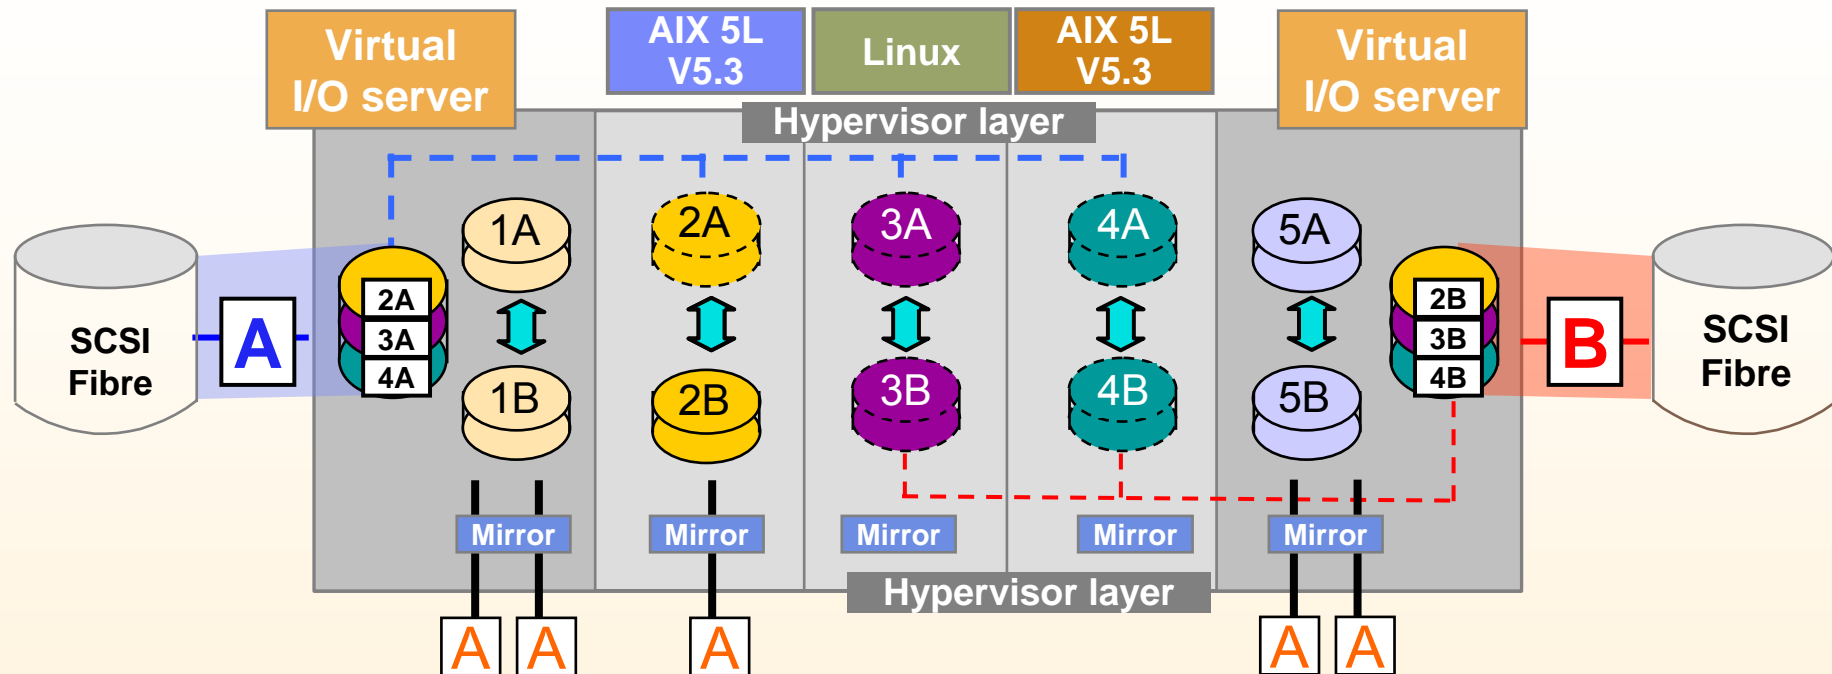 Virtual
I/O server
AIX 5L
V5.3
Linux
AIX 5L
V5.3
Virtual
I/O server
Hypervisor layer
1A
2A
3A
4A
5A
SCSI
Fibre
A
2A
3A
4A
2B
3B
4B
B
SCSI
Fibre
1B
2B
3B
4B
5B
Mirror
Mirror
Mirror
Mirror
Mirror
Hypervisor layer
A
A
A
A
A